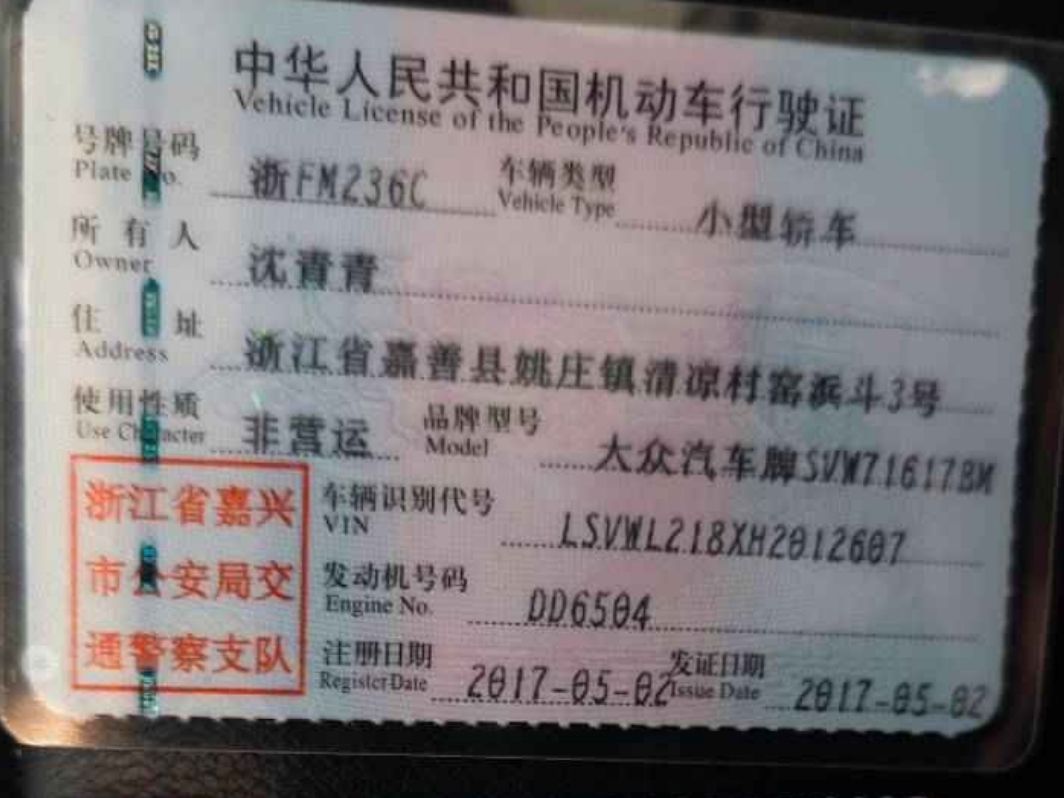 中华人民共和国机动车行驶证
Vehicle License of the People's Republic of China
号牌号码 浙FM236C 车辆类型 小型轿车
Plate No. Vehicle Type
所有人 沈青青
Owner
住址 浙江省嘉善县姚庄镇清凉村窑浜斗3号
Address
使用性质 非营运 品牌型号 大众汽车牌SVW71617BM
Use Character Model
浙江省嘉兴 车辆识别代号 LSVWL218XH2012607
VIN
市公安局交 发动机号码 DD6504
Engine No.
通警察支队 注册日期 2017-05-02 发证日期 2017-05-02
Register Date Issue Date